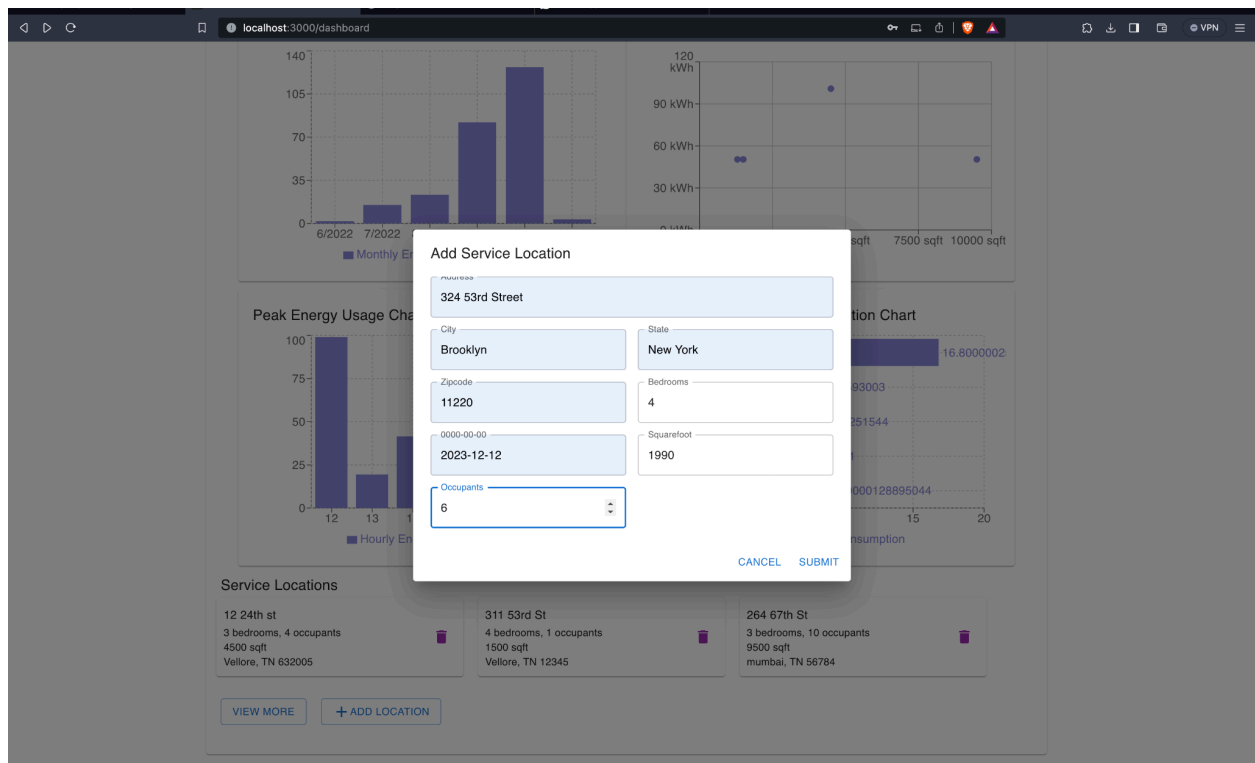 localhost:3000/dashboard
VPN
140
105
70
35
0
6/2022 7/2022
Monthly En
120
kWh
90 kWh
60 kWh
30 kWh
0 kWh
sqft 7500 sqft 10000 sqft
Add Service Location
Address
324 53rd Street
City
Brooklyn
State
New York
Zipcode
11220
Bedrooms
4
0000-00-00
2023-12-12
Squarefoot
1990
Occupants
6
CANCEL SUBMIT
Peak Energy Usage Cha
100
75
50
25
0
12 13 1
Hourly En
tion Chart
16.8000002
93003
251544
000128895044
15 20
nsumption
Service Locations
12 24th st
3 bedrooms, 4 occupants
4500 sqft
Vellore, TN 632005
311 53rd St
4 bedrooms, 1 occupants
1500 sqft
Vellore, TN 12345
264 67th St
3 bedrooms, 10 occupants
9500 sqft
mumbai, TN 56784
VIEW MORE
+ ADD LOCATION